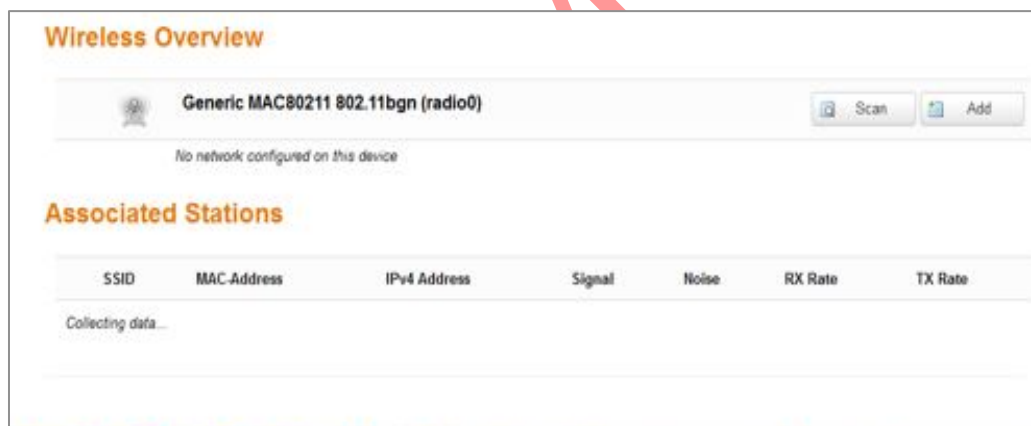 Wireless Overview
Generic MAC80211 802.11bgn (radio0)
Scan
Add
No network configured on this device
Associated Stations
SSID MAC-Address IPv4 Address Signal Noise RX Rate TX Rate
Collecting data...